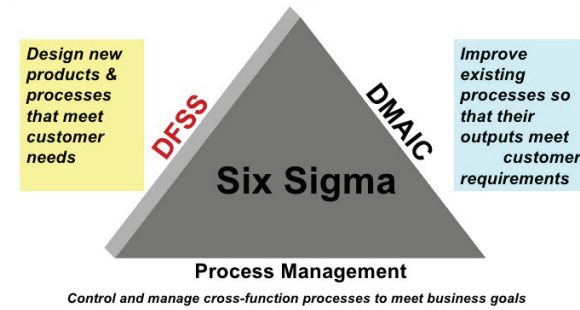 Design new
products &
processes
that meet
customer
needs
DFSS
Six Sigma
DMAIC
Improve
existing
processes so
that their
outputs meet
customer
requirements
Process Management
Control and manage cross-function processes to meet business goals